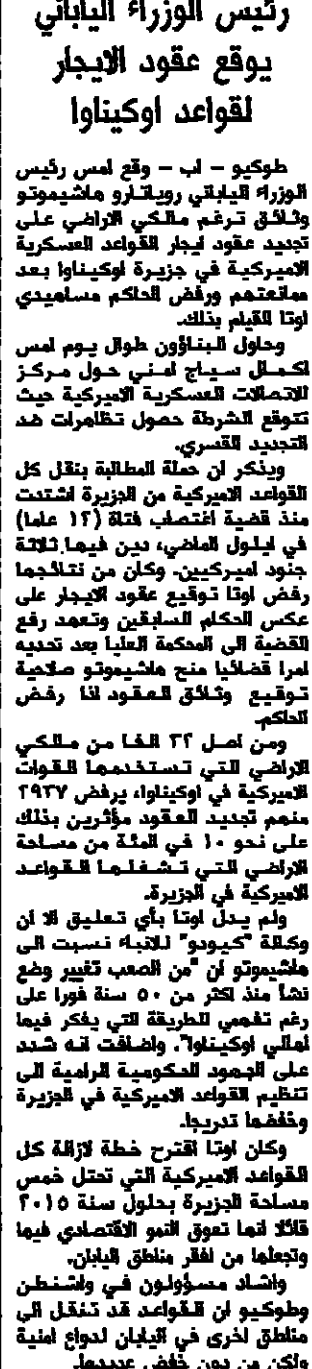 رئيس الوزراء الياباني
يوقع عقود الايجار
لقواعد اوكيناوا
طوكيو – اب – وقع امس رئيس
الوزراء الياباني رويتارو هاشيموتو
وثائق ترغم مالكي الاراضي على
تجديد عقود ايجار القواعد العسكرية
الاميركية في جزيرة اوكيناوا بعد
ممانعتهم ورفض الحاكم مساهيدي
اوتا القيام بذلك.
وحاول البناؤون طوال يوم امس
اكمال سياج امني حول مركز
للاتصالات العسكرية الاميركية حيث
تتوقع الشرطة حصول تظاهرات ضد
التجديد القسري.
ويذكر ان حملة المطالبة بنقل كل
القواعد الاميركية من الجزيرة اشتدت
منذ قضية اغتصاب فتاة (١٢ عاما)
في ايلول الماضي، دين فيها ثلاثة
جنود اميركيين. وكان من نتائجها
رفض اوتا توقيع عقود الايجار على
عكس الحكام السابقين وتعهد رفع
القضية الى المحكمة العليا بعد تحديه
امرا قضائيا منح هاشيموتو صلاحية
توقيع وثائق العقود اذا رفض
الحاكم.
ومن اصل ٣٢ الفا من مالكي
الاراضي التي تستخدمها القوات
الاميركية في اوكيناوا، يرفض ٢٩٣٧
منهم تجديد العقود مؤثرين بذلك
على نحو ١٠ في المئة من مساحة
الاراضي التي تشغلها القواعد
الاميركية في الجزيرة.
ولم يدل اوتا بأي تعليق الا ان
وكالة "كيودو" للانباء نسبت الى
هاشيموتو ان "من الصعب تغيير وضع
نشأ منذ اكثر من ٥٠ سنة فورا على
رغم تفهمي للطريقة التي يفكر فيها
اهالي اوكيناوا". واضافت انه شدد
على الجهود الحكومية الرامية الى
تنظيم القواعد الاميركية في الجزيرة
وخفضها تدريجا.
وكان اوتا اقترح خطة لازالة كل
القواعد الاميركية التي تحتل خمس
مساحة الجزيرة بحلول سنة ٢٠١٥
قائلا انها تعوق النمو الاقتصادي فيها
وتجعلها من افقر مناطق اليابان.
واشاد مسؤولون في واشنطن
وطوكيو ان القواعد قد تنقل الى
مناطق اخرى في اليابان لدواع امنية
ولكن من دون خفض عديدها.